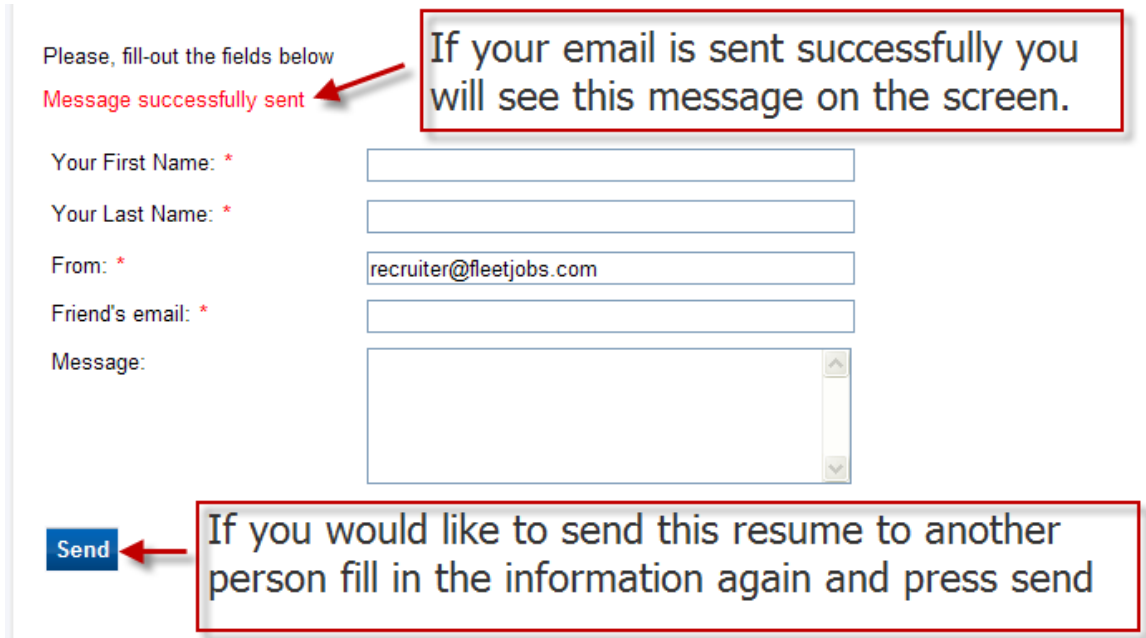 Please, fill-out the fields below
Message successfully sent
If your email is sent successfully you
will see this message on the screen.
Your First Name: *
Your Last Name: *
From: *
recruiter@fleetjobs.com
Friend's email: *
Message:
Send
If you would like to send this resume to another
person fill in the information again and press send